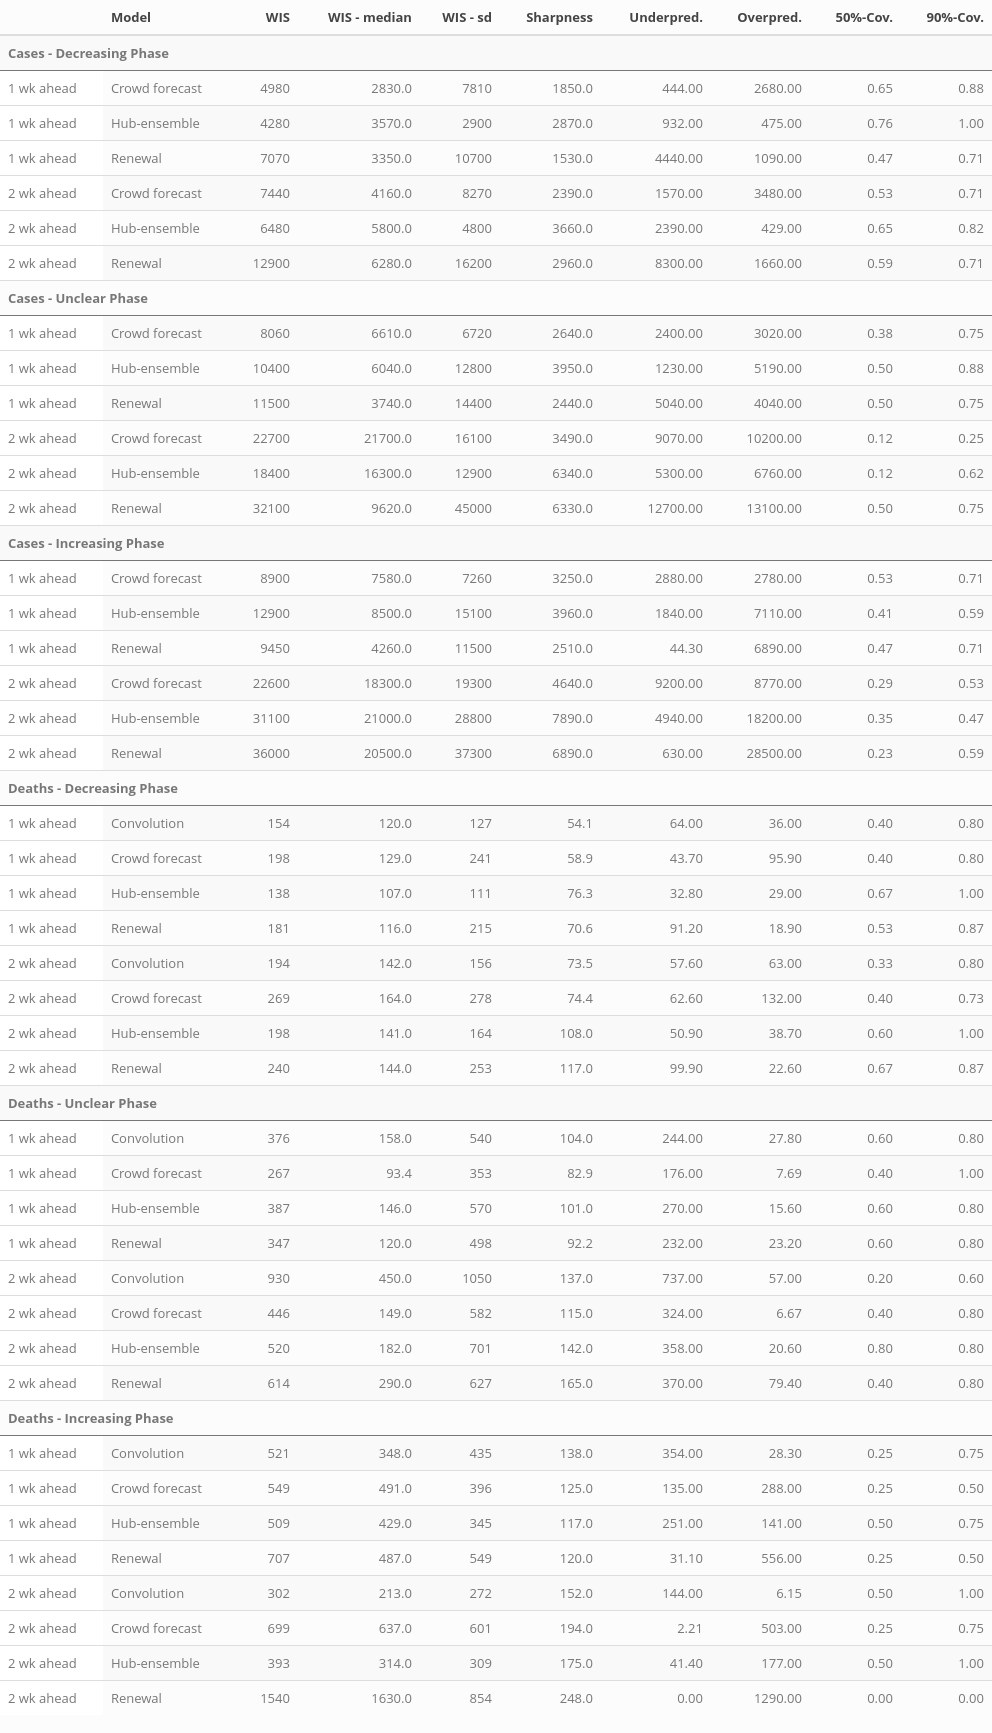 Model WIS WIS - median WIS - sd Sharpness Underpred. Overpred. 50%-Cov. 90%-Cov.
Cases - Decreasing Phase
1 wk ahead Crowd forecast 4980 2830.0 7810 1850.0 444.00 2680.00 0.65 0.88
1 wk ahead Hub-ensemble 4280 3570.0 2900 2870.0 932.00 475.00 0.76 1.00
1 wk ahead Renewal 7070 3350.0 10700 1530.0 4440.00 1090.00 0.47 0.71
2 wk ahead Crowd forecast 7440 4160.0 8270 2390.0 1570.00 3480.00 0.53 0.71
2 wk ahead Hub-ensemble 6480 5800.0 4800 3660.0 2390.00 429.00 0.65 0.82
2 wk ahead Renewal 12900 6280.0 16200 2960.0 8300.00 1660.00 0.59 0.71
Cases - Unclear Phase
1 wk ahead Crowd forecast 8060 6610.0 6720 2640.0 2400.00 3020.00 0.38 0.75
1 wk ahead Hub-ensemble 10400 6040.0 12800 3950.0 1230.00 5190.00 0.50 0.88
1 wk ahead Renewal 11500 3740.0 14400 2440.0 5040.00 4040.00 0.50 0.75
2 wk ahead Crowd forecast 22700 21700.0 16100 3490.0 9070.00 10200.00 0.12 0.25
2 wk ahead Hub-ensemble 18400 16300.0 12900 6340.0 5300.00 6760.00 0.12 0.62
2 wk ahead Renewal 32100 9620.0 45000 6330.0 12700.00 13100.00 0.50 0.75
Cases - Increasing Phase
1 wk ahead Crowd forecast 8900 7580.0 7260 3250.0 2880.00 2780.00 0.53 0.71
1 wk ahead Hub-ensemble 12900 8500.0 15100 3960.0 1840.00 7110.00 0.41 0.59
1 wk ahead Renewal 9450 4260.0 11500 2510.0 44.30 6890.00 0.47 0.71
2 wk ahead Crowd forecast 22600 18300.0 19300 4640.0 9200.00 8770.00 0.29 0.53
2 wk ahead Hub-ensemble 31100 21000.0 28800 7890.0 4940.00 18200.00 0.35 0.47
2 wk ahead Renewal 36000 20500.0 37300 6890.0 630.00 28500.00 0.23 0.59
Deaths - Decreasing Phase
1 wk ahead Convolution 154 120.0 127 54.1 64.00 36.00 0.40 0.80
1 wk ahead Crowd forecast 198 129.0 241 58.9 43.70 95.90 0.40 0.80
1 wk ahead Hub-ensemble 138 107.0 111 76.3 32.80 29.00 0.67 1.00
1 wk ahead Renewal 181 116.0 215 70.6 91.20 18.90 0.53 0.87
2 wk ahead Convolution 194 142.0 156 73.5 57.60 63.00 0.33 0.80
2 wk ahead Crowd forecast 269 164.0 278 74.4 62.60 132.00 0.40 0.73
2 wk ahead Hub-ensemble 198 141.0 164 108.0 50.90 38.70 0.60 1.00
2 wk ahead Renewal 240 144.0 253 117.0 99.90 22.60 0.67 0.87
Deaths - Unclear Phase
1 wk ahead Convolution 376 158.0 540 104.0 244.00 27.80 0.60 0.80
1 wk ahead Crowd forecast 267 93.4 353 82.9 176.00 7.69 0.40 1.00
1 wk ahead Hub-ensemble 387 146.0 570 101.0 270.00 15.60 0.60 0.80
1 wk ahead Renewal 347 120.0 498 92.2 232.00 23.20 0.60 0.80
2 wk ahead Convolution 930 450.0 1050 137.0 737.00 57.00 0.20 0.60
2 wk ahead Crowd forecast 446 149.0 582 115.0 324.00 6.67 0.40 0.80
2 wk ahead Hub-ensemble 520 182.0 701 142.0 358.00 20.60 0.80 0.80
2 wk ahead Renewal 614 290.0 627 165.0 370.00 79.40 0.40 0.80
Deaths - Increasing Phase
1 wk ahead Convolution 521 348.0 435 138.0 354.00 28.30 0.25 0.75
1 wk ahead Crowd forecast 549 491.0 396 125.0 135.00 288.00 0.25 0.50
1 wk ahead Hub-ensemble 509 429.0 345 117.0 251.00 141.00 0.50 0.75
1 wk ahead Renewal 707 487.0 549 120.0 31.10 556.00 0.25 0.50
2 wk ahead Convolution 302 213.0 272 152.0 144.00 6.15 0.50 1.00
2 wk ahead Crowd forecast 699 637.0 601 194.0 2.21 503.00 0.25 0.75
2 wk ahead Hub-ensemble 393 314.0 309 175.0 41.40 177.00 0.50 1.00
2 wk ahead Renewal 1540 1630.0 854 248.0 0.00 1290.00 0.00 0.00